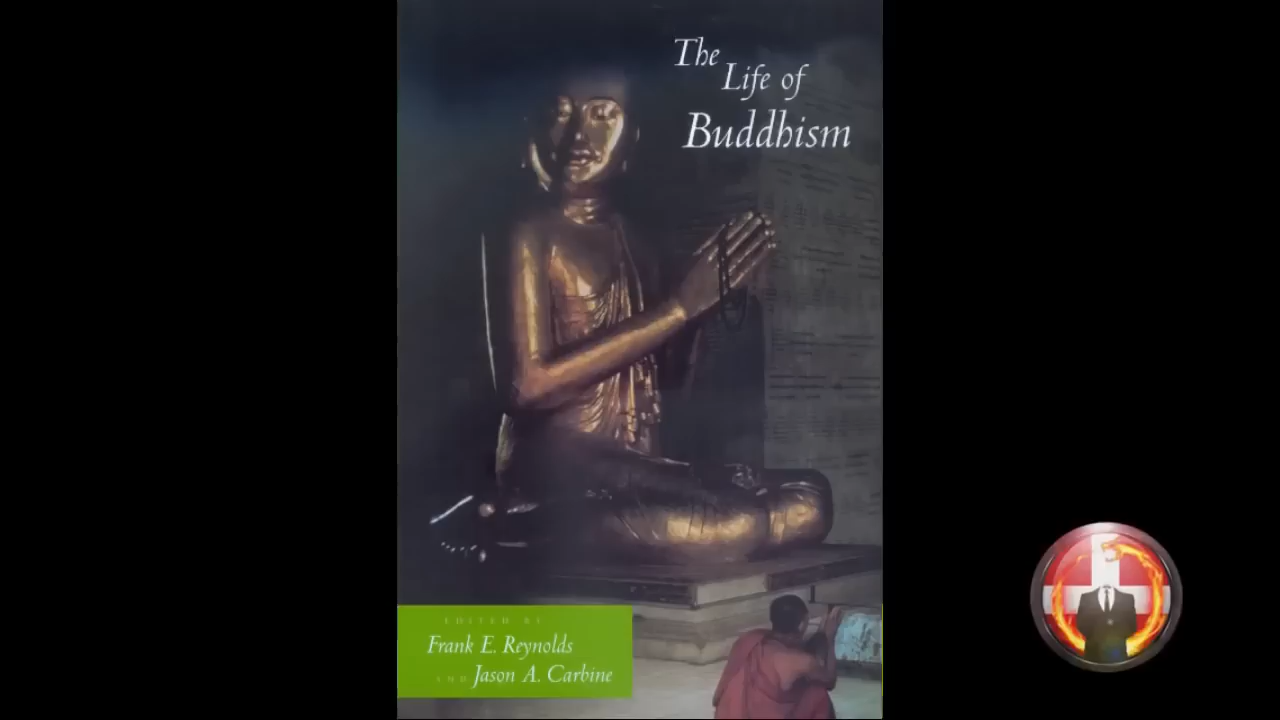 The
Life of
Buddhism
EDITED BY
Frank E. Reynolds
AND Jason A. Carbine